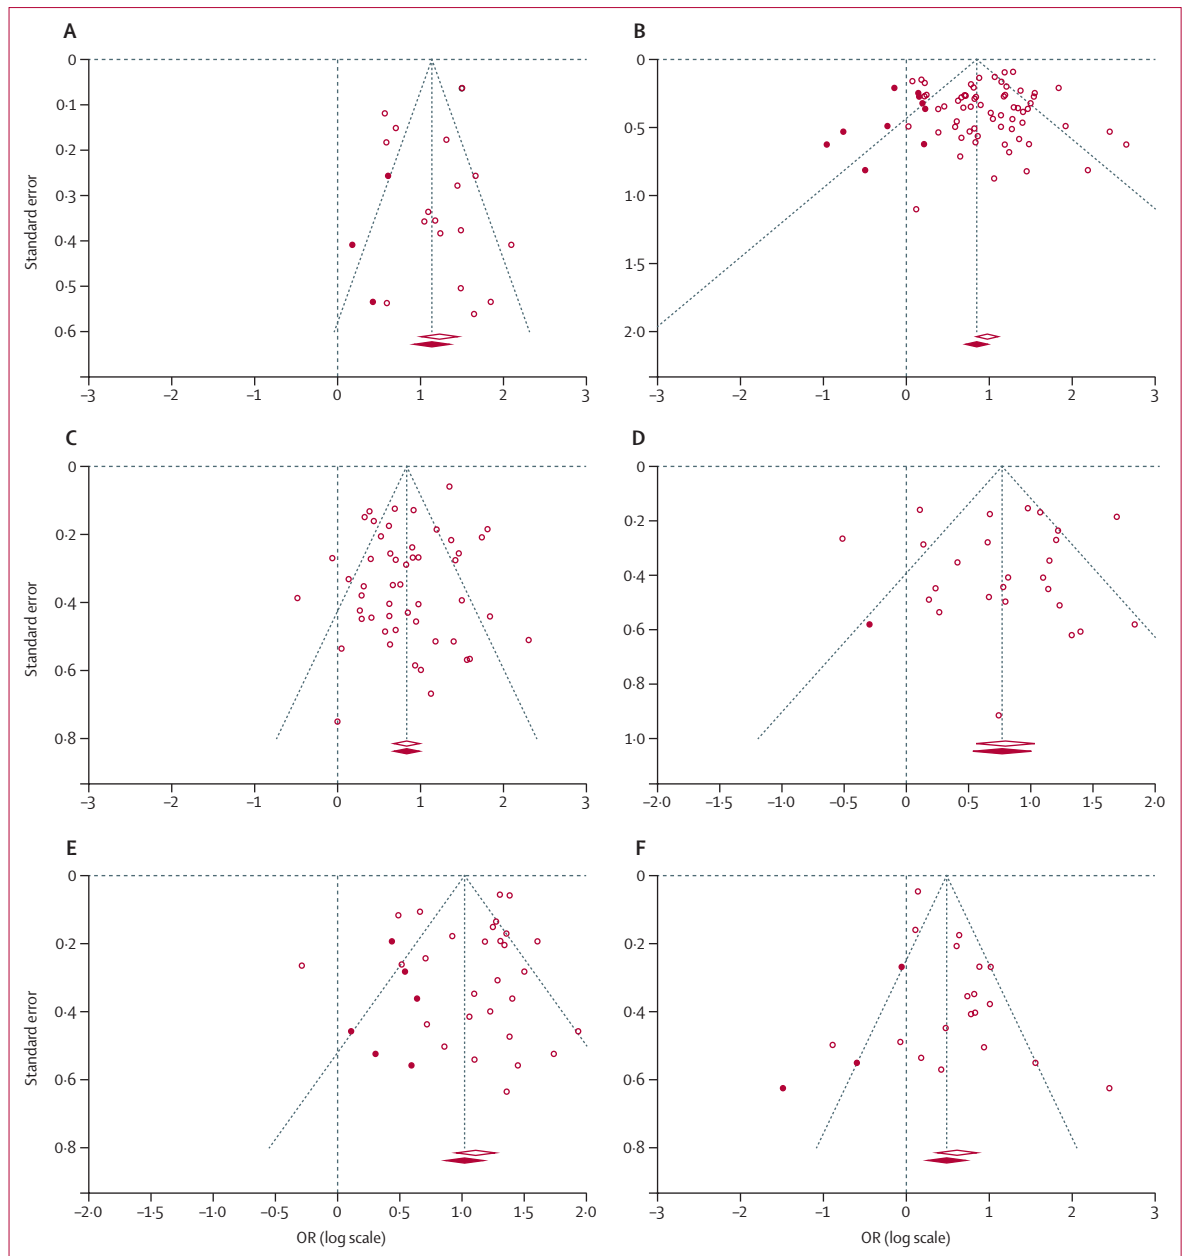 A
0
0·1
0·2
0·3
0·4
0·5
0·6
Standard error
–3 –2 –1 0 1 2 3
B
0
0·5
1·0
1·5
2·0
–3 –2 –1 0 1 2 3
C
0
0·2
0·4
0·6
0·8
Standard error
–3 –2 –1 0 1 2 3
D
0
0·2
0·4
0·6
0·8
1·0
–2·0 –1·5 –1·0 –0·5 0 0·5 1·0 1·5 2·0
E
0
0·2
0·4
0·6
0·8
Standard error
–2·0 –1·5 –1·0 –0·5 0 0·5 1·0 1·5 2·0
OR (log scale)
F
0
0·2
0·4
0·6
0·8
–3 –2 –1 0 1 2 3
OR (log scale)